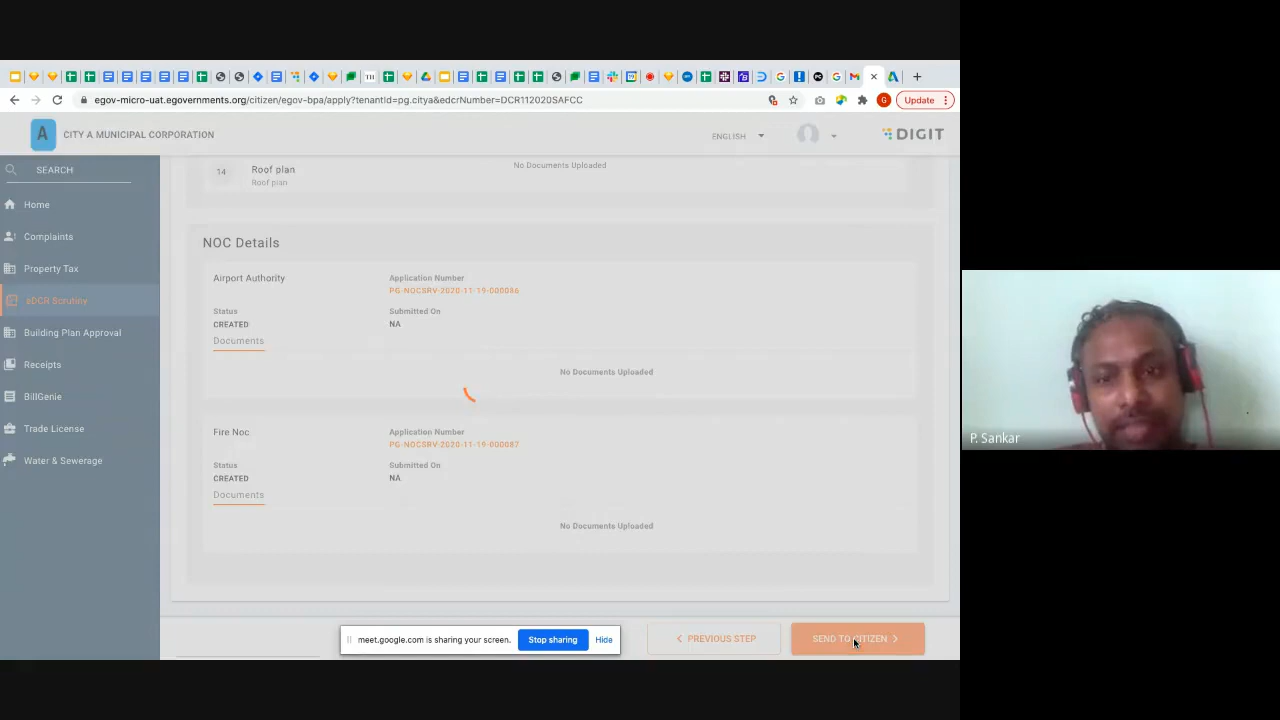 egov-micro-uat.egovernments.org/citizen/egov-bpa/apply?tenantId=pg.citya&edcrNumber=DCR112020SAFCC
G
Update
A
CITY A MUNICIPAL CORPORATION
ENGLISH
DIGIT
SEARCH
Home
Complaints
Property Tax
eDCR Scrutiny
Building Plan Approval
Receipts
BillGenie
Trade License
Water & Sewerage
14
Roof plan
Roof plan
No Documents Uploaded
NOC Details
Airport Authority
Application Number
PG-NOCSRV-2020-11-19-000086
Status
Submitted On
CREATED
NA
Documents
No Documents Uploaded
Fire Noc
Application Number
PG-NOCSRV-2020-11-19-000087
Status
Submitted On
CREATED
NA
Documents
No Documents Uploaded
meet.google.com is sharing your screen.
Stop sharing
Hide
PREVIOUS STEP
SEND TO CITIZEN
P. Sankar